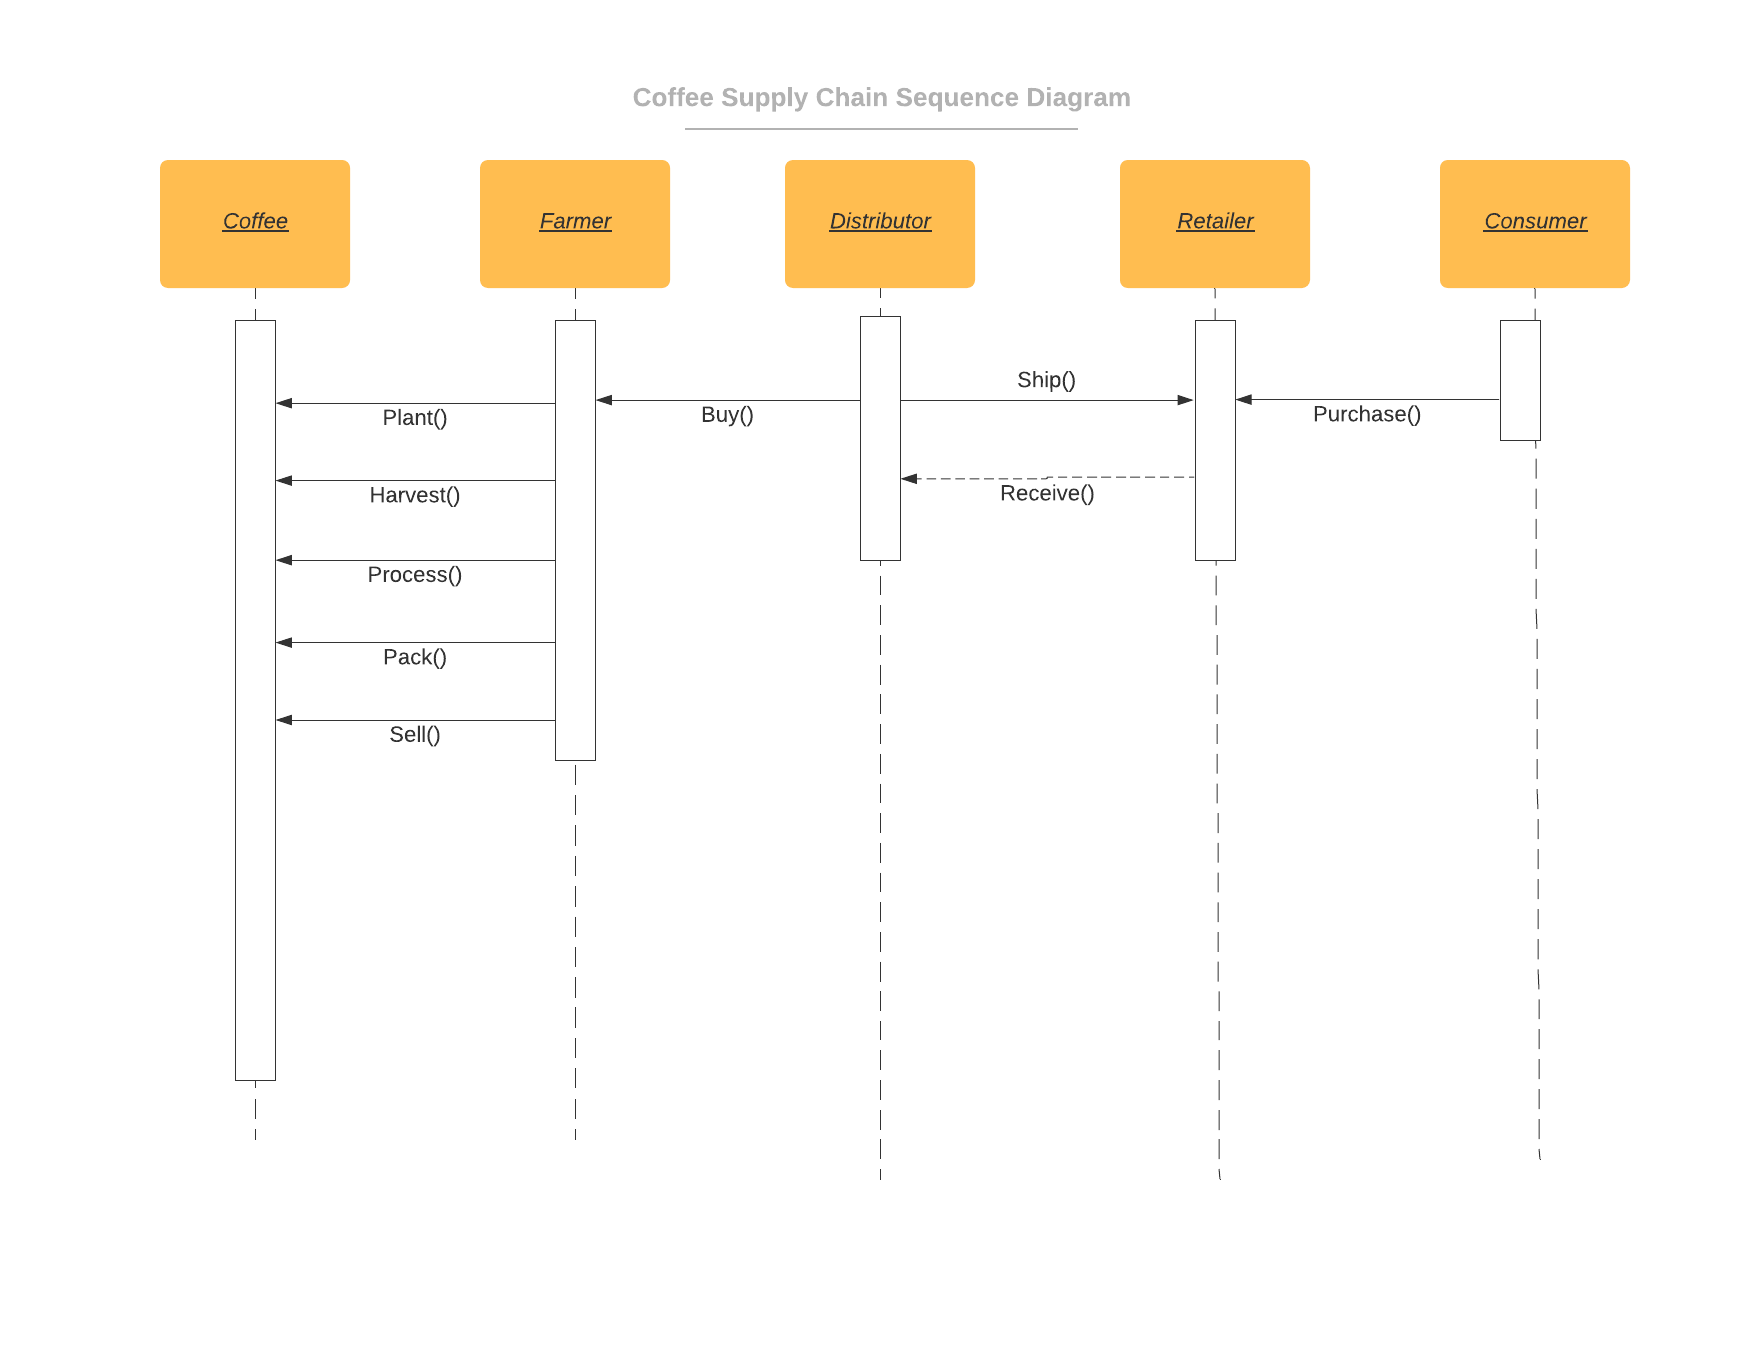 Coffee Supply Chain Sequence Diagram
Coffee
Farmer
Distributor
Retailer
Consumer
Ship()
Plant()
Buy()
Purchase()
Harvest()
Receive()
Process()
Pack()
Sell()